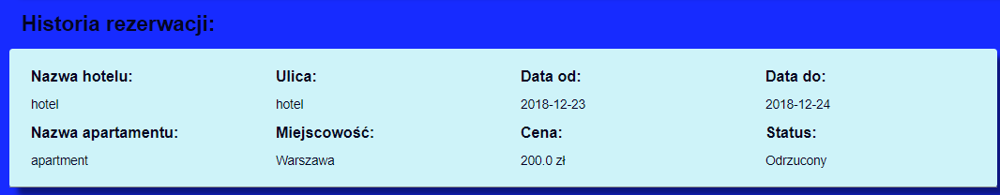 Historia rezerwacji:
Nazwa hotelu: Ulica: Data od: Data do:
hotel hotel 2018-12-23 2018-12-24
Nazwa apartamentu: Miejscowość: Cena: Status:
apartment Warszawa 200.0 zł Odrzucony